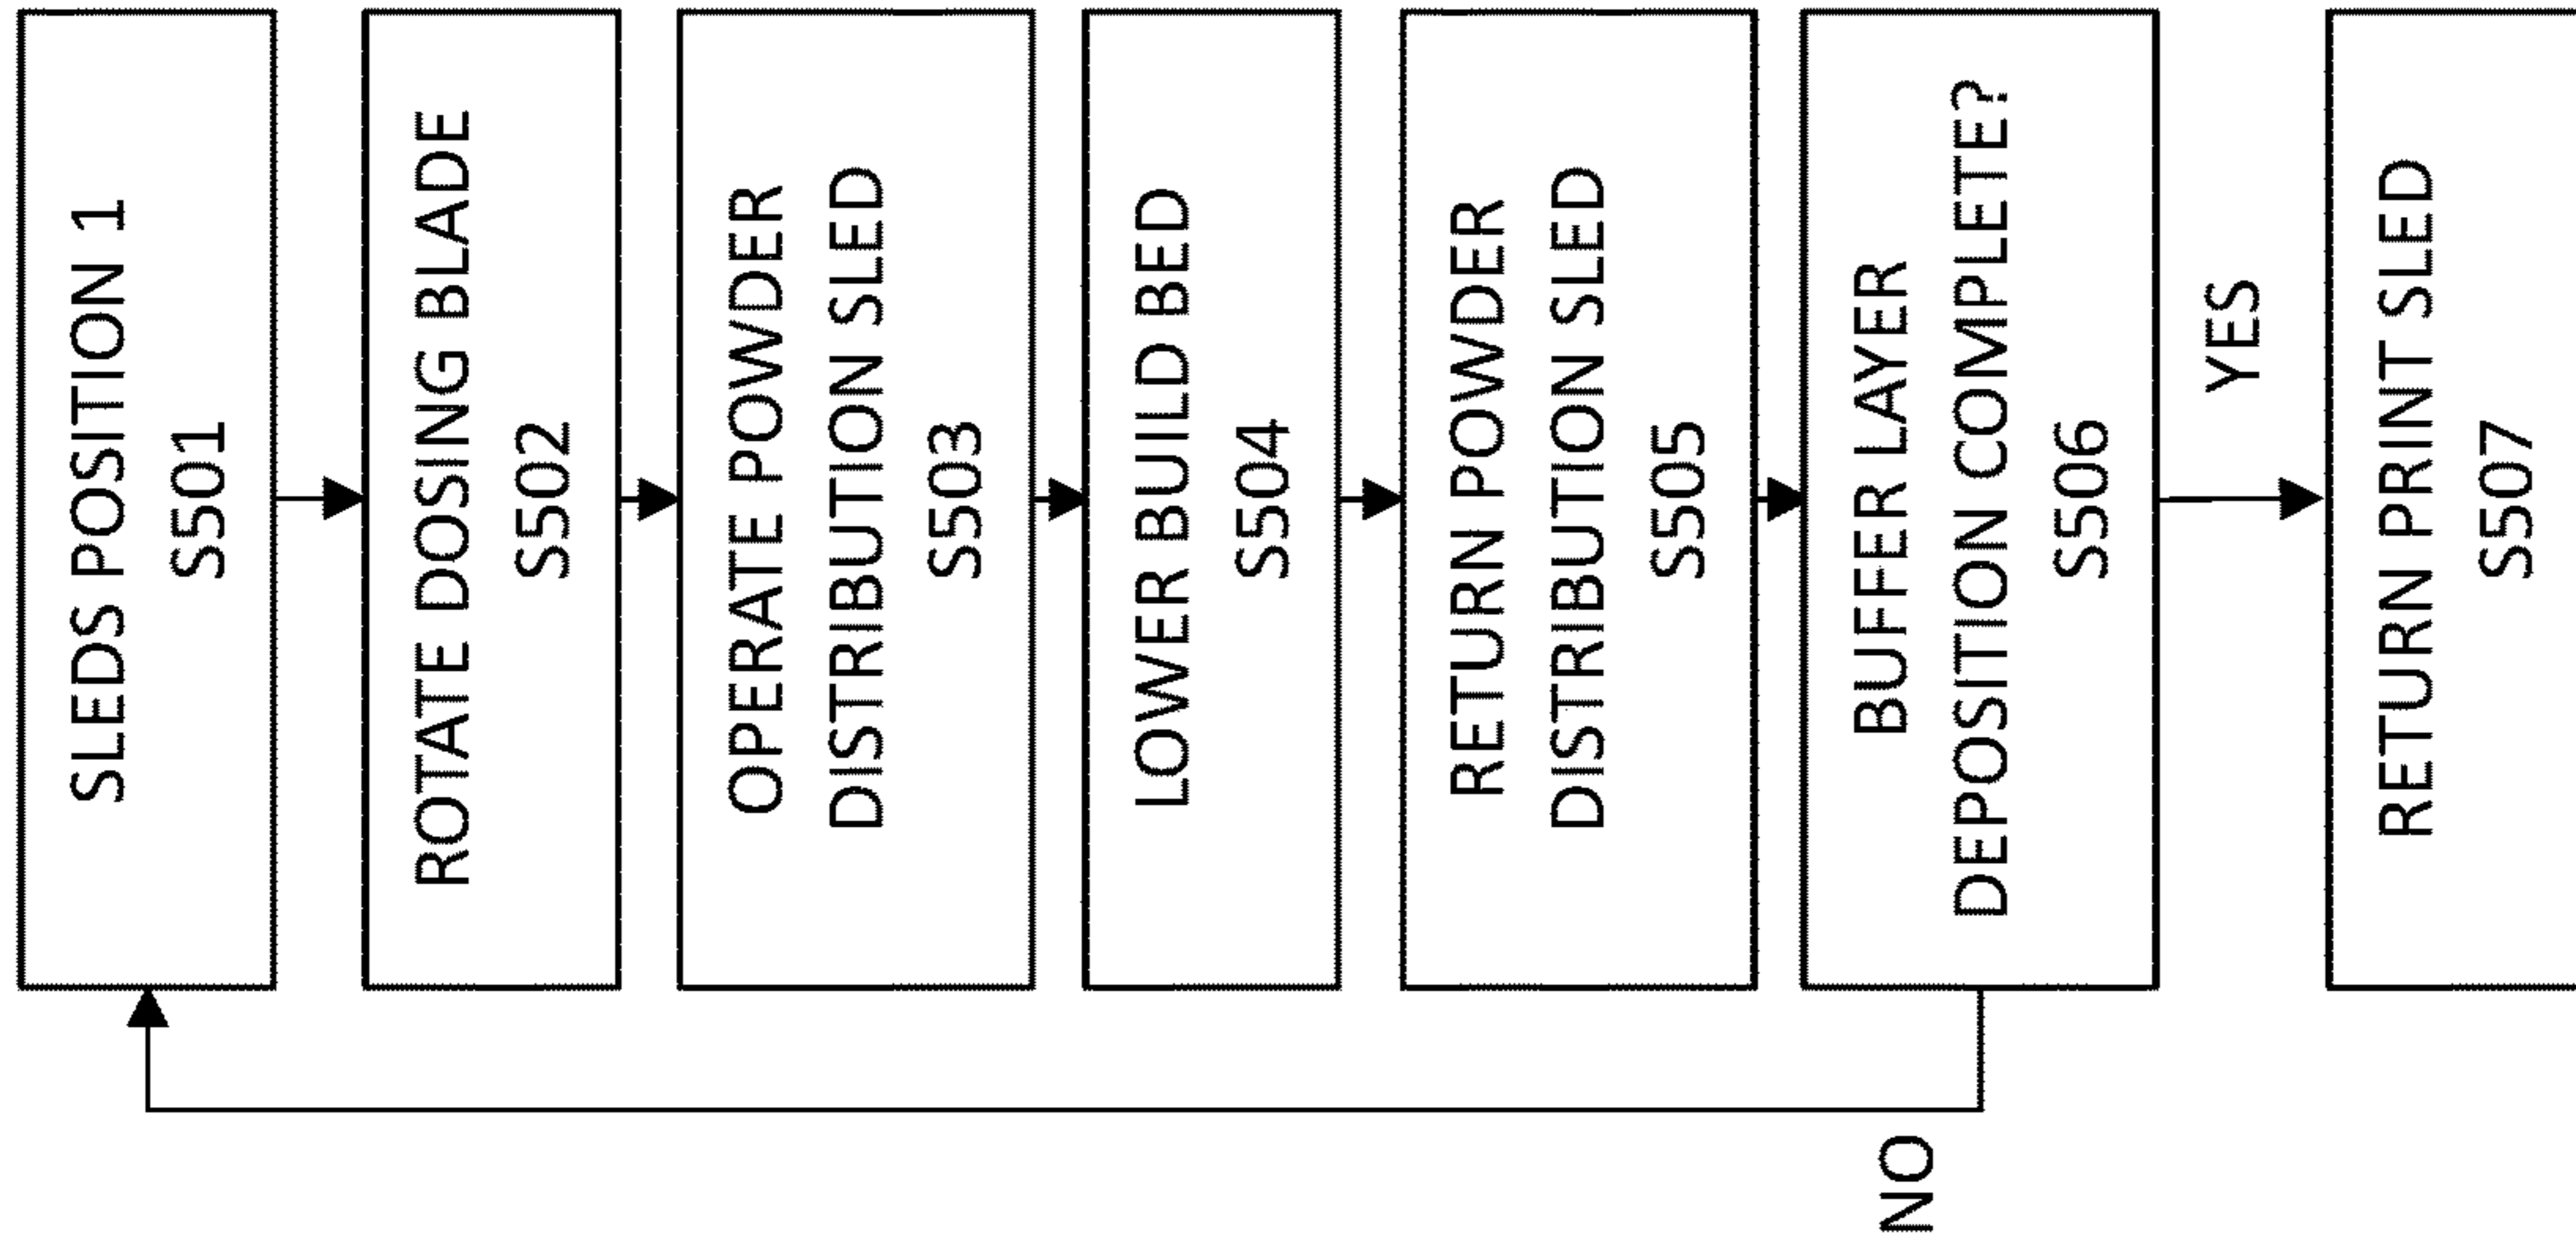 SLEDS POSITION 1
S501
ROTATE DOSING BLADE
S502
OPERATE POWDER
DISTRIBUTION SLED
S503
LOWER BUILD BED
S504
RETURN POWDER
DISTRIBUTION SLED
S505
BUFFER LAYER
DEPOSITION COMPLETE?
S506
NO
YES
RETURN PRINT SLED
S507